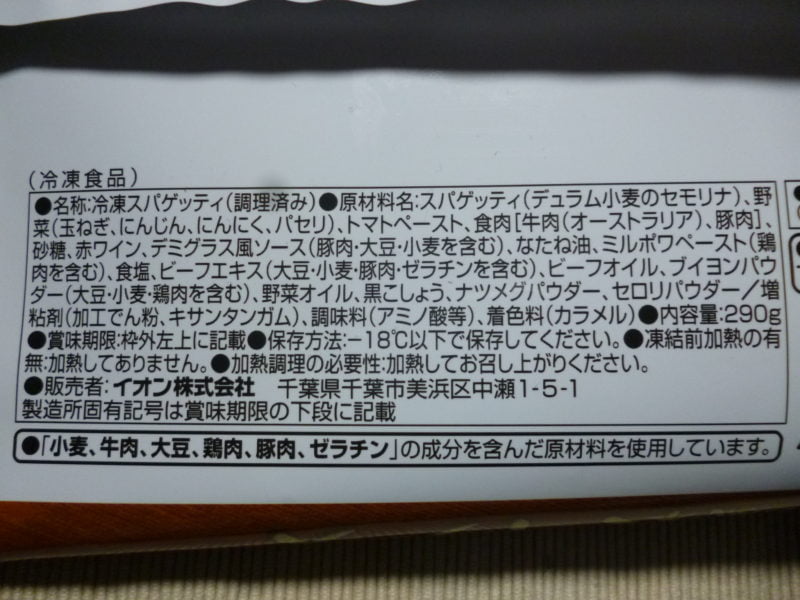 (冷凍食品)
●名称:冷凍スパゲッティ(調理済み)●原材料名:スパゲッティ(デュラム小麦のセモリナ)、野
菜(玉ねぎ、にんじん、にんにく、パセリ)、トマトペースト、食肉[牛肉(オーストラリア)、豚肉]、
砂糖、赤ワイン、デミグラス風ソース(豚肉・大豆・小麦を含む)、なたね油、ミルポワペースト(鶏
肉を含む)、食塩、ビーフエキス(大豆・小麦・豚肉・ゼラチンを含む)、ビーフオイル、ブイヨンパウ
ダー(大豆・小麦・鶏肉を含む)、野菜オイル、黒こしょう、ナツメグパウダー、セロリパウダー/増
粘剤(加工でん粉、キサンタンガム)、調味料(アミノ酸等)、着色料(カラメル)●内容量:290g
●賞味期限:枠外左上に記載●保存方法:-18℃以下で保存してください。●凍結前加熱の有
無:加熱してありません。●加熱調理の必要性:加熱してお召し上がりください。
●販売者:イオン株式会社 千葉県千葉市美浜区中瀬1-5-1
製造所固有記号は賞味期限の下段に記載
●「小麦、牛肉、大豆、鶏肉、豚肉、ゼラチン」の成分を含んだ原材料を使用しています。